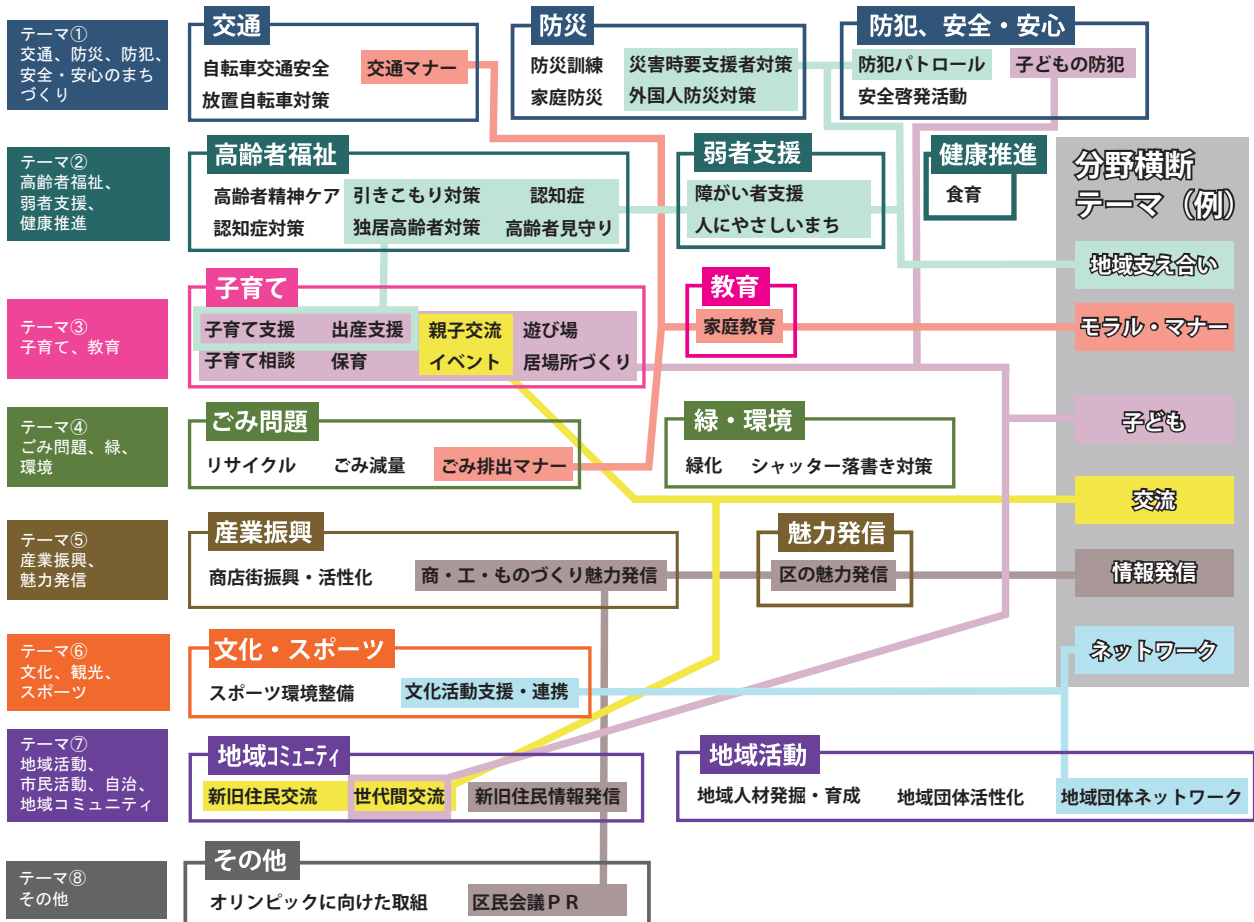 テーマ①
交通、防災、防犯、
安全・安心のまち
づくり
交通
自転車交通安全 交通マナー
放置自転車対策
防災
防災訓練 災害時要支援者対策
家庭防災 外国人防災対策
防犯、安全・安心
防犯パトロール 子どもの防犯
安全啓発活動
テーマ②
高齢者福祉、
弱者支援、
健康推進
高齢者福祉
高齢者精神ケア 引きこもり対策 認知症
認知症対策 独居高齢者対策 高齢者見守り
弱者支援
障がい者支援
人にやさしいまち
健康推進
食育
分野横断
テーマ（例）
地域支え合い
モラル・マナー
子ども
交流
情報発信
ネットワーク
テーマ③
子育て、教育
子育て
子育て支援 出産支援 親子交流 遊び場
子育て相談 保育 イベント 居場所づくり
教育
家庭教育
テーマ④
ごみ問題、緑、
環境
ごみ問題
リサイクル ごみ減量 ごみ排出マナー
緑・環境
緑化 シャッター落書き対策
テーマ⑤
産業振興、
魅力発信
産業振興
商店街振興・活性化 商・工・ものづくり魅力発信
魅力発信
区の魅力発信
テーマ⑥
文化、観光、
スポーツ
文化・スポーツ
スポーツ環境整備 文化活動支援・連携
テーマ⑦
地域活動、
市民活動、自治、
地域コミュニティ
地域ｺﾐｭﾆﾃｨ
新旧住民交流 世代間交流 新旧住民情報発信
地域活動
地域人材発掘・育成 地域団体活性化 地域団体ネットワーク
テーマ⑧
その他
その他
オリンピックに向けた取組 区民会議ＰＲ